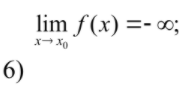 lim f(x) =- ∞;
x→ x₀
6)